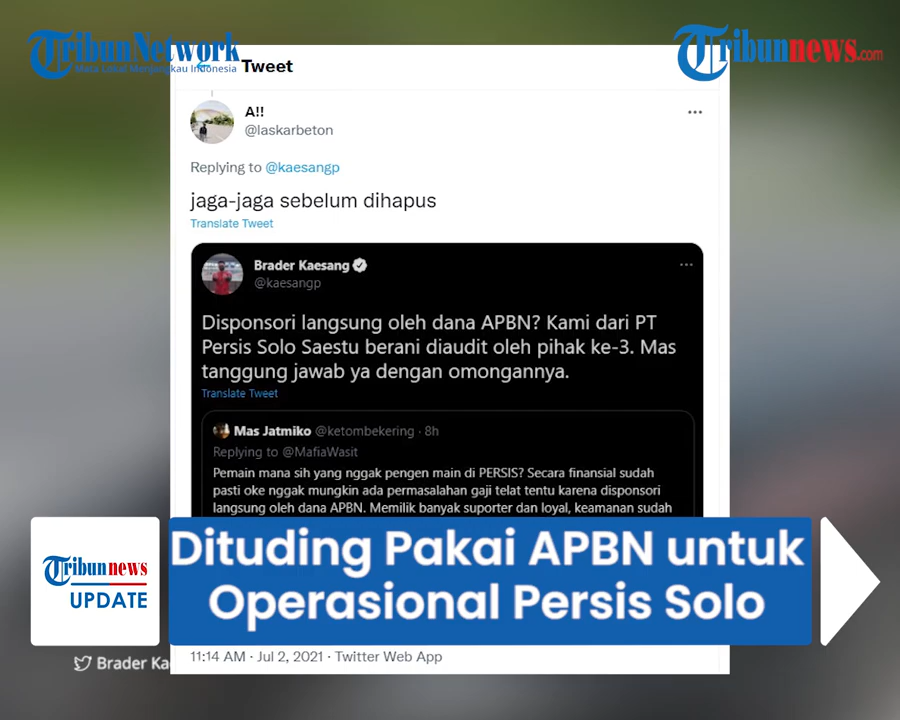 TribunNetwork
Mata Lokal Menjangkau Indonesia
Tribunnews.com
Tweet
A!!
@laskarbeton
Replying to @kaesangp
jaga-jaga sebelum dihapus
Translate Tweet
Brader Kaesang
@kaesangp
Disponsori langsung oleh dana APBN? Kami dari PT
Persis Solo Saestu berani diaudit oleh pihak ke-3. Mas
tanggung jawab ya dengan omongannya.
Translate Tweet
Mas Jatmiko @ketombekering · 8h
Replying to @MafiaWasit
Pemain mana sih yang nggak pengen main di PERSIS? Secara finansial sudah
pasti oke nggak mungkin ada permasalahan gaji telat tentu karena disponsori
langsung oleh dana APBN. Memilik banyak suporter dan loyal, keamanan sudah
Tribunnews
UPDATE
Dituding Pakai APBN untuk
Operasional Persis Solo
Brader Ka
11:14 AM · Jul 2, 2021 · Twitter Web App